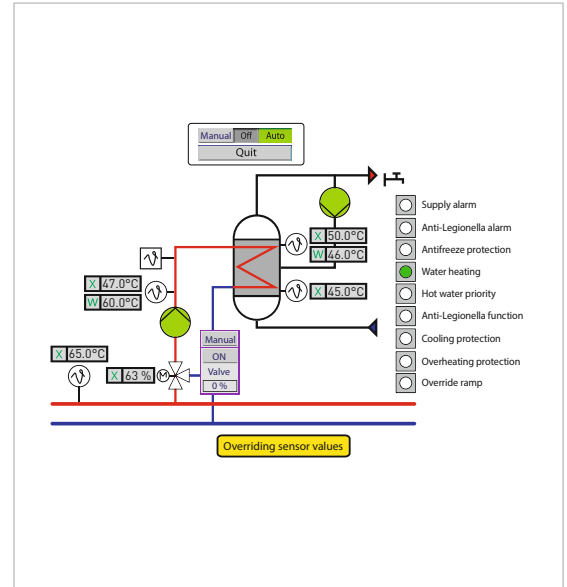 Manual Off Auto
Quit
Supply alarm
X 50.0°C
W 46.0°C
Anti-Legionella alarm
Antifreeze protection
Water heating
X 47.0°C
W 60.0°C
X 45.0°C
Hot water priority
Anti-Legionella function
Manual
Cooling protection
X 65.0°C
ON
Overheating protection
X 63 %
M
Valve
0 %
Override ramp
Overriding sensor values